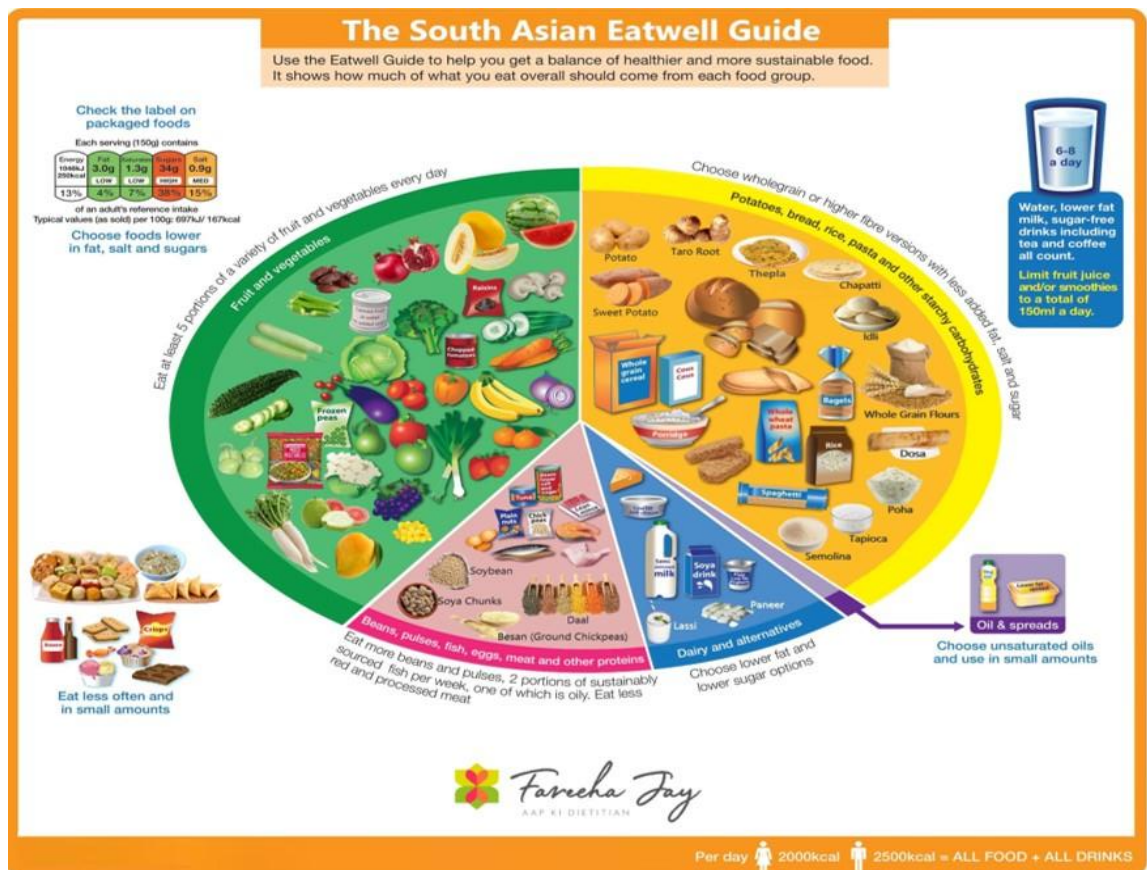 The South Asian Eatwell Guide
Use the Eatwell Guide to help you get a balance of healthier and more sustainable food.
It shows how much of what you eat overall should come from each food group.
Check the label on
packaged foods
Each serving (150g) contains
Energy
1046kJ
250kcal
13%
Fat
3.0g
LOW
4%
Saturates
1.3g
LOW
7%
Sugars
34g
HIGH
38%
Salt
0.9g
MED
15%
of an adult's reference intake
Typical values (as sold) per 100g: 697kJ/ 167kcal
Choose foods lower
in fat, salt and sugars
6-8
a day
Water, lower fat
milk, sugar-free
drinks including
tea and coffee
all count.
Limit fruit juice
and/or smoothies
to a total of
150ml a day.
Eat at least 5 portions of a variety of fruit and vegetables every day
Fruit and vegetables
Raisins
Chopped
tomatoes
Frozen
peas
Choose wholegrain or higher fibre versions with less added fat, salt and sugar
Potatoes, bread, rice, pasta and other starchy carbohydrates
Potato
Taro Root
Thepla
Chapatti
Sweet Potato
Idli
Whole
grain
cereal
Cous
Cous
Bagels
Whole Grain Flours
Whole
wheat
pasta
Porridge
Rice
Dosa
Spaghetti
Poha
Tapioca
Semolina
Tuna
Plain
nuts
Chick
peas
Lean
mince
Soybean
Soya Chunks
Daal
Besan (Ground Chickpeas)
Beans, pulses, fish, eggs, meat and other proteins
Eat more beans and pulses, 2 portions of sustainably
sourced fish per week, one of which is oily. Eat less
red and processed meat
Semi
skimmed
milk
Soya
drink
Paneer
Lassi
Dairy and alternatives
Choose lower fat and
lower sugar options
Oil & spreads
Choose unsaturated oils
and use in small amounts
Sauce
Crisps
Eat less often and
in small amounts
Fareeha Jay
AAP KI DIETITIAN
Per day 2000kcal 2500kcal = ALL FOOD + ALL DRINKS